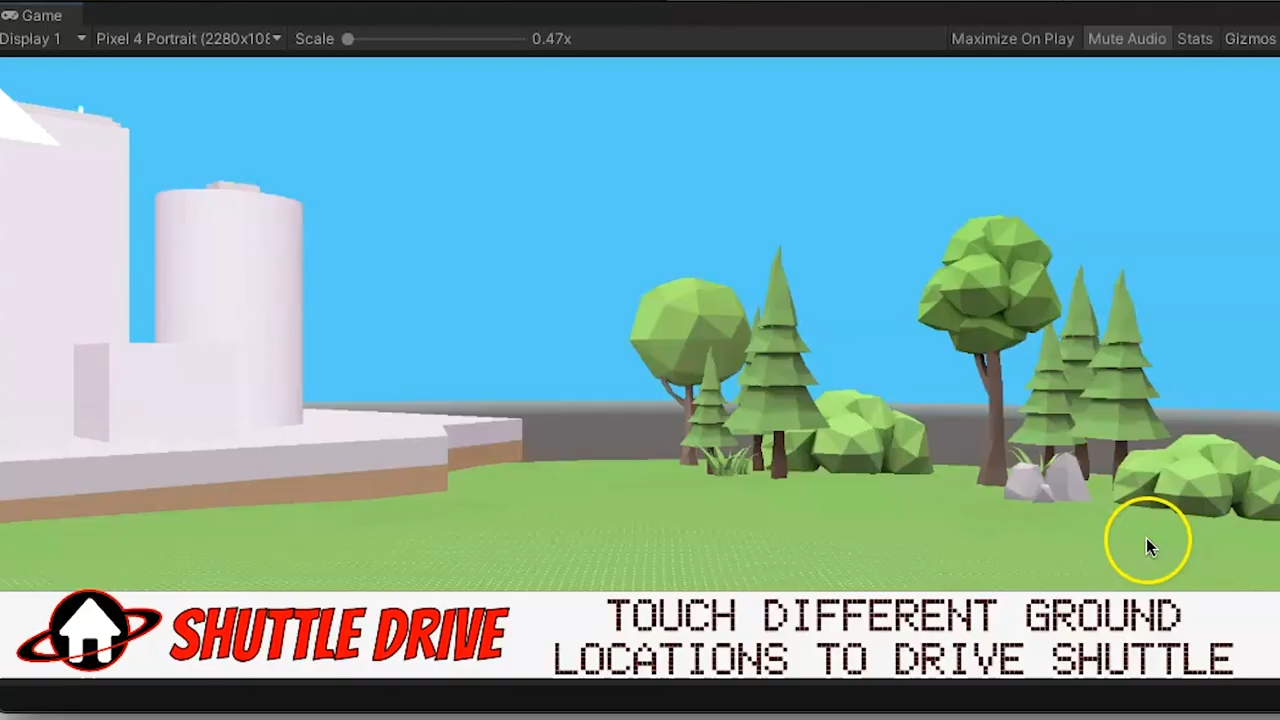 Game
Display 1 Pixel 4 Portrait (2280x108 Scale 0.47x Maximize On Play Mute Audio Stats Gizmos
SHUTTLE DRIVE
TOUCH DIFFERENT GROUND
LOCATIONS TO DRIVE SHUTTLE